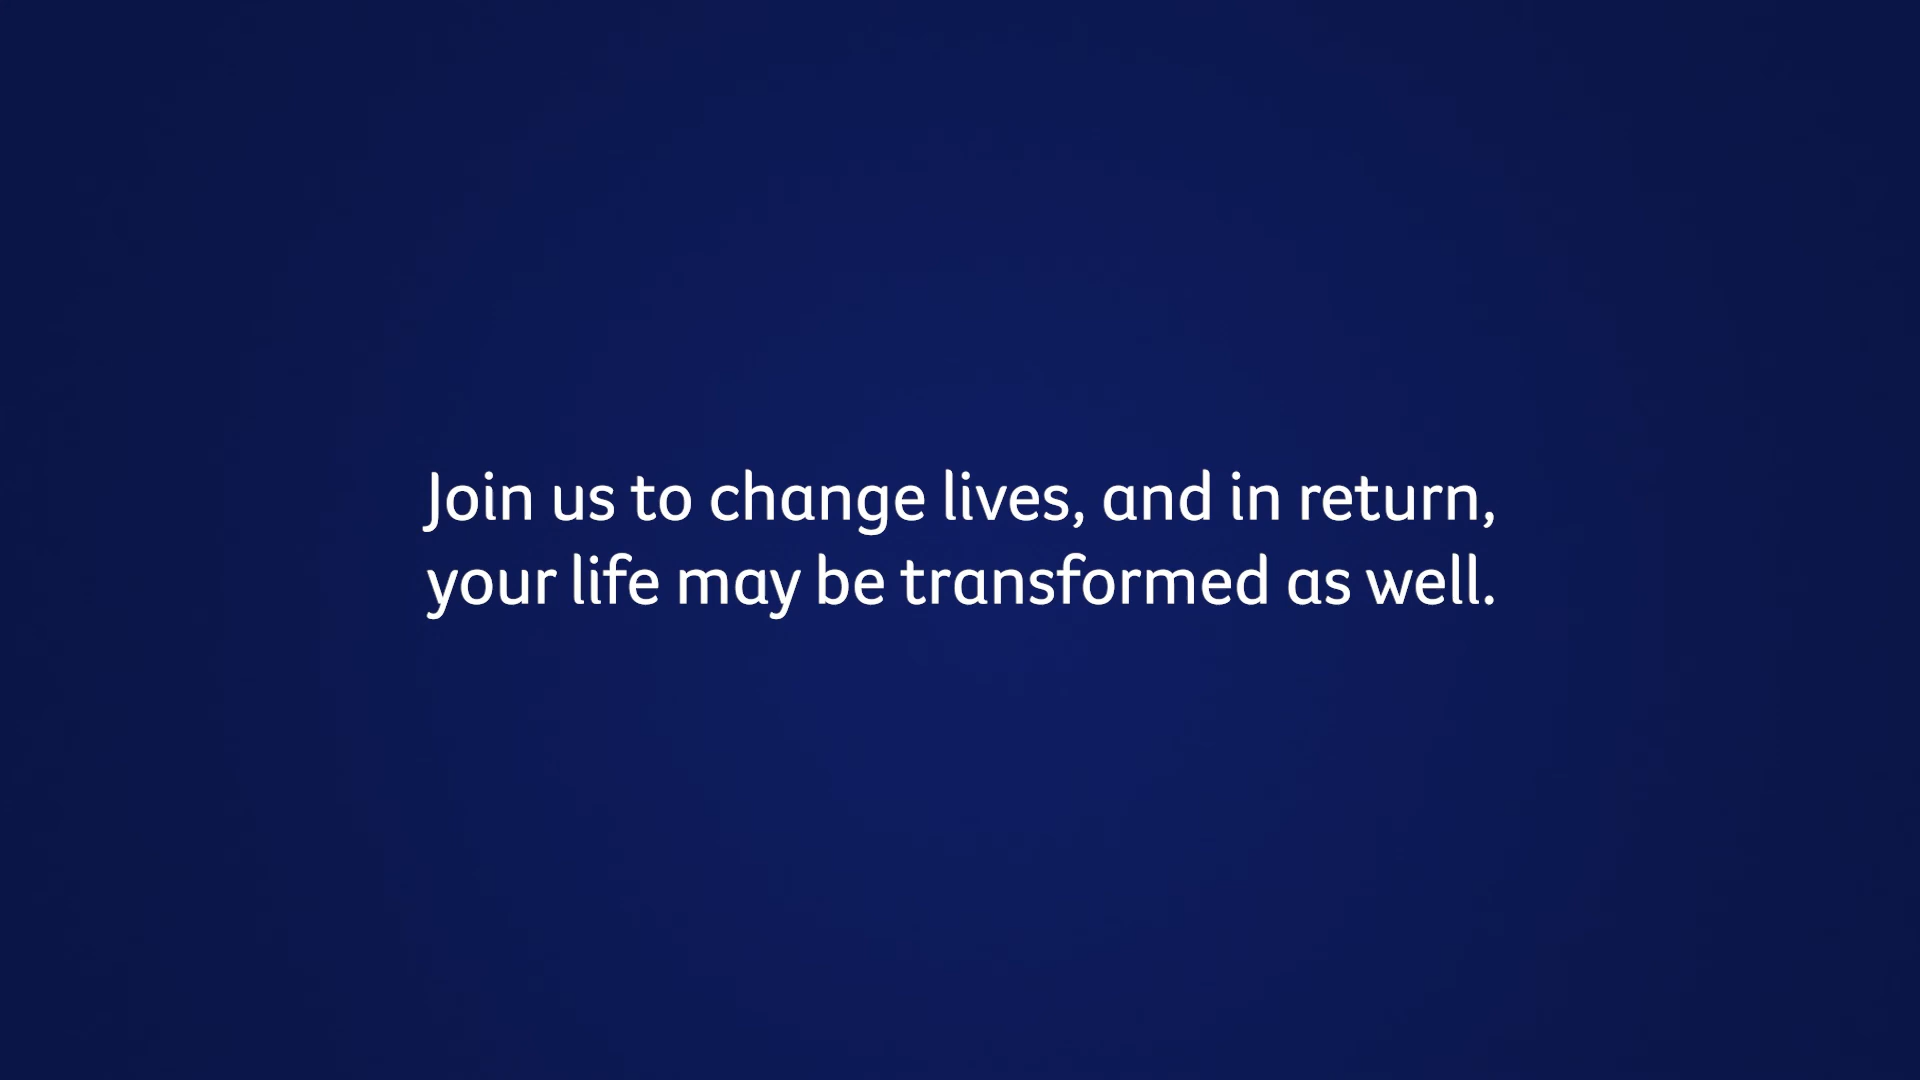 Join us to change lives, and in return,
your life may be transformed as well.